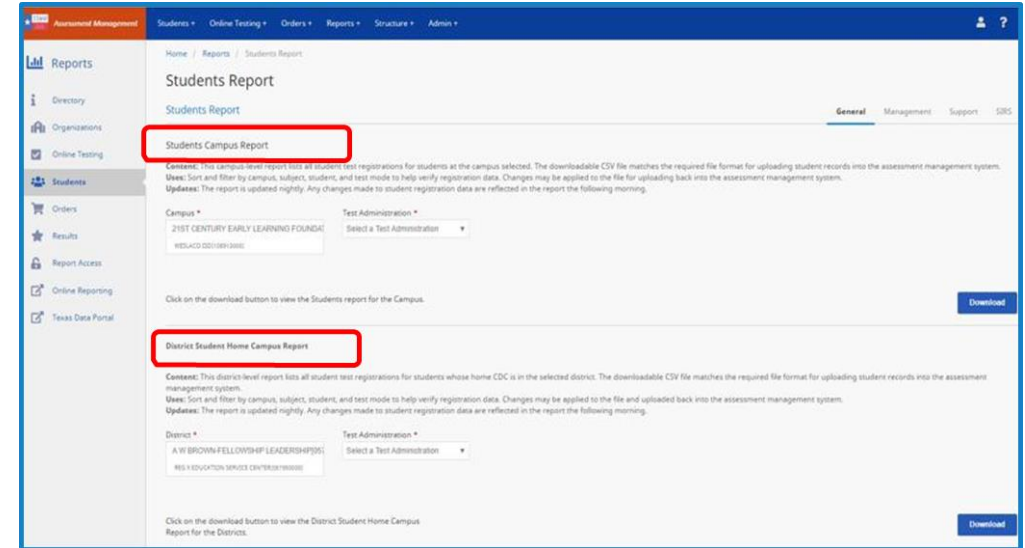 Assessment Management
Students Online Testing Orders Reports Structure Admin ?
Reports
Directory
Organizations
Online Testing
Students
Orders
Results
Report Access
Online Reporting
Texas Data Portal
Home / Reports / Students Report
Students Report
Students Report
General Management Support SIRS
Students Campus Report
Content: This campus-level report lists all student test registrations for students at the campus selected. The downloadable CSV file matches the required file format for uploading student records into the assessment management system.
Uses: Sort and filter by campus, subject, student, and test mode to help verify registration data. Changes may be applied to the file for uploading back into the assessment management system.
Updates: The report is updated nightly. Any changes made to student registration data are reflected in the report the following morning.
Campus * Test Administration *
21ST CENTURY EARLY LEARNING FOUNDA Select a Test Administration
Click on the download button to view the Students report for the Campus.
Download
District Student Home Campus Report
Content: This district-level report lists all student test registrations for students whose home CDC is in the selected district. The downloadable CSV file matches the required file format for uploading student records into the assessment
management system.
Uses: Sort and filter by campus, subject, student, and test mode to help verify registration data. Changes may be applied to the file and uploaded back into the assessment management system.
Updates: The report is updated nightly. Any changes made to student registration data are reflected in the report the following morning.
District * Test Administration *
A W BROWN-FELLOWSHIP LEADERSHIP(05 Select a Test Administration
EDUCATION SERVICE CENTER
Click on the download button to view the District Student Home Campus
Report for the Districts.
Download